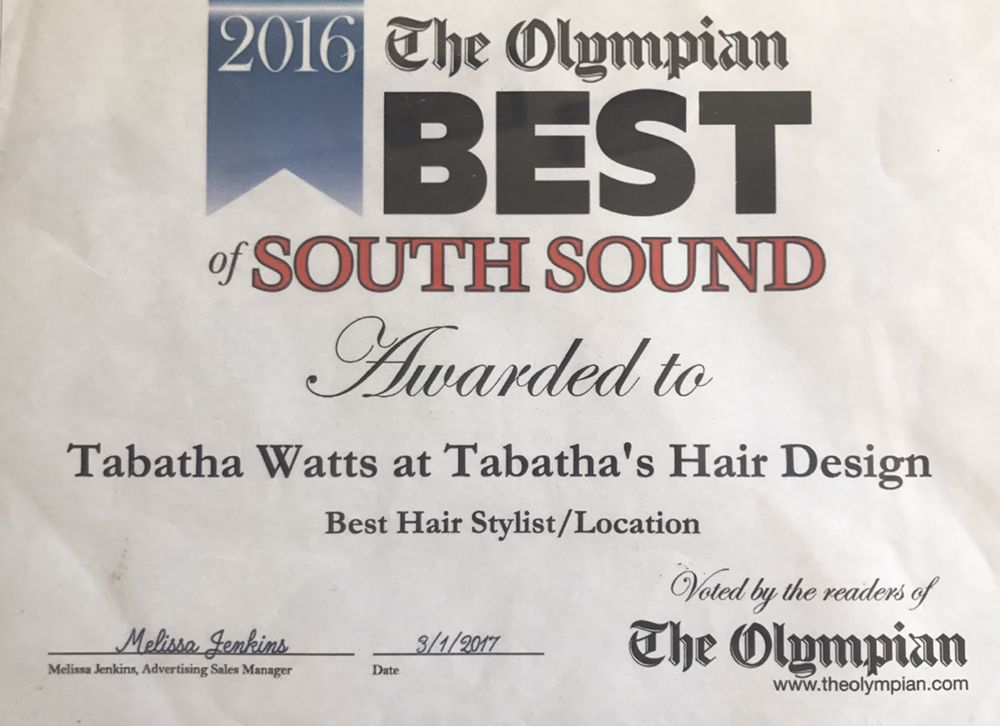 2016 The Olympian
BEST
of SOUTH SOUND
Awarded to
Tabatha Watts at Tabatha's Hair Design
Best Hair Stylist/Location
Voted by the readers of
The Olympian
www.theolympian.com
Melissa Jenkins
Melissa Jenkins, Advertising Sales Manager
3/1/2017
Date